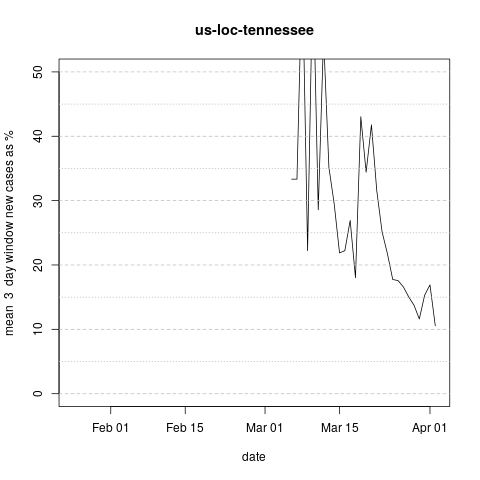 us-loc-tennessee
50
40
30
20
10
0
mean 3 day window new cases as %
Feb 01
Feb 15
Mar 01
Mar 15
Apr 01
date